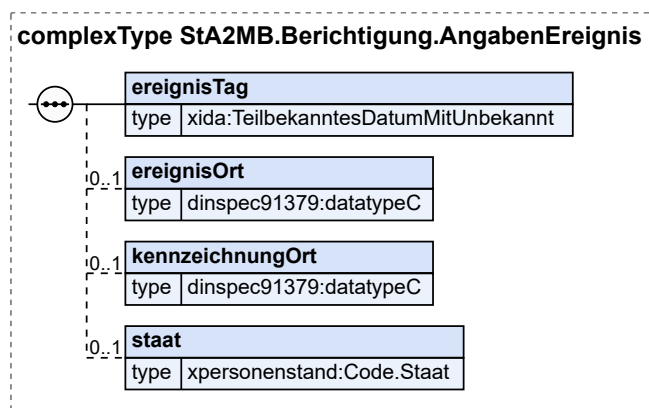 complexType StA2MB.Berichtigung.AngabenEreignis
ereignisTag
type xida:TeilbekanntesDatumMitUnbekannt
0..1 ereignisOrt
type dinspec91379:datatypeC
0..1 kennzeichnungOrt
type dinspec91379:datatypeC
0..1 staat
type xpersonenstand:Code.Staat